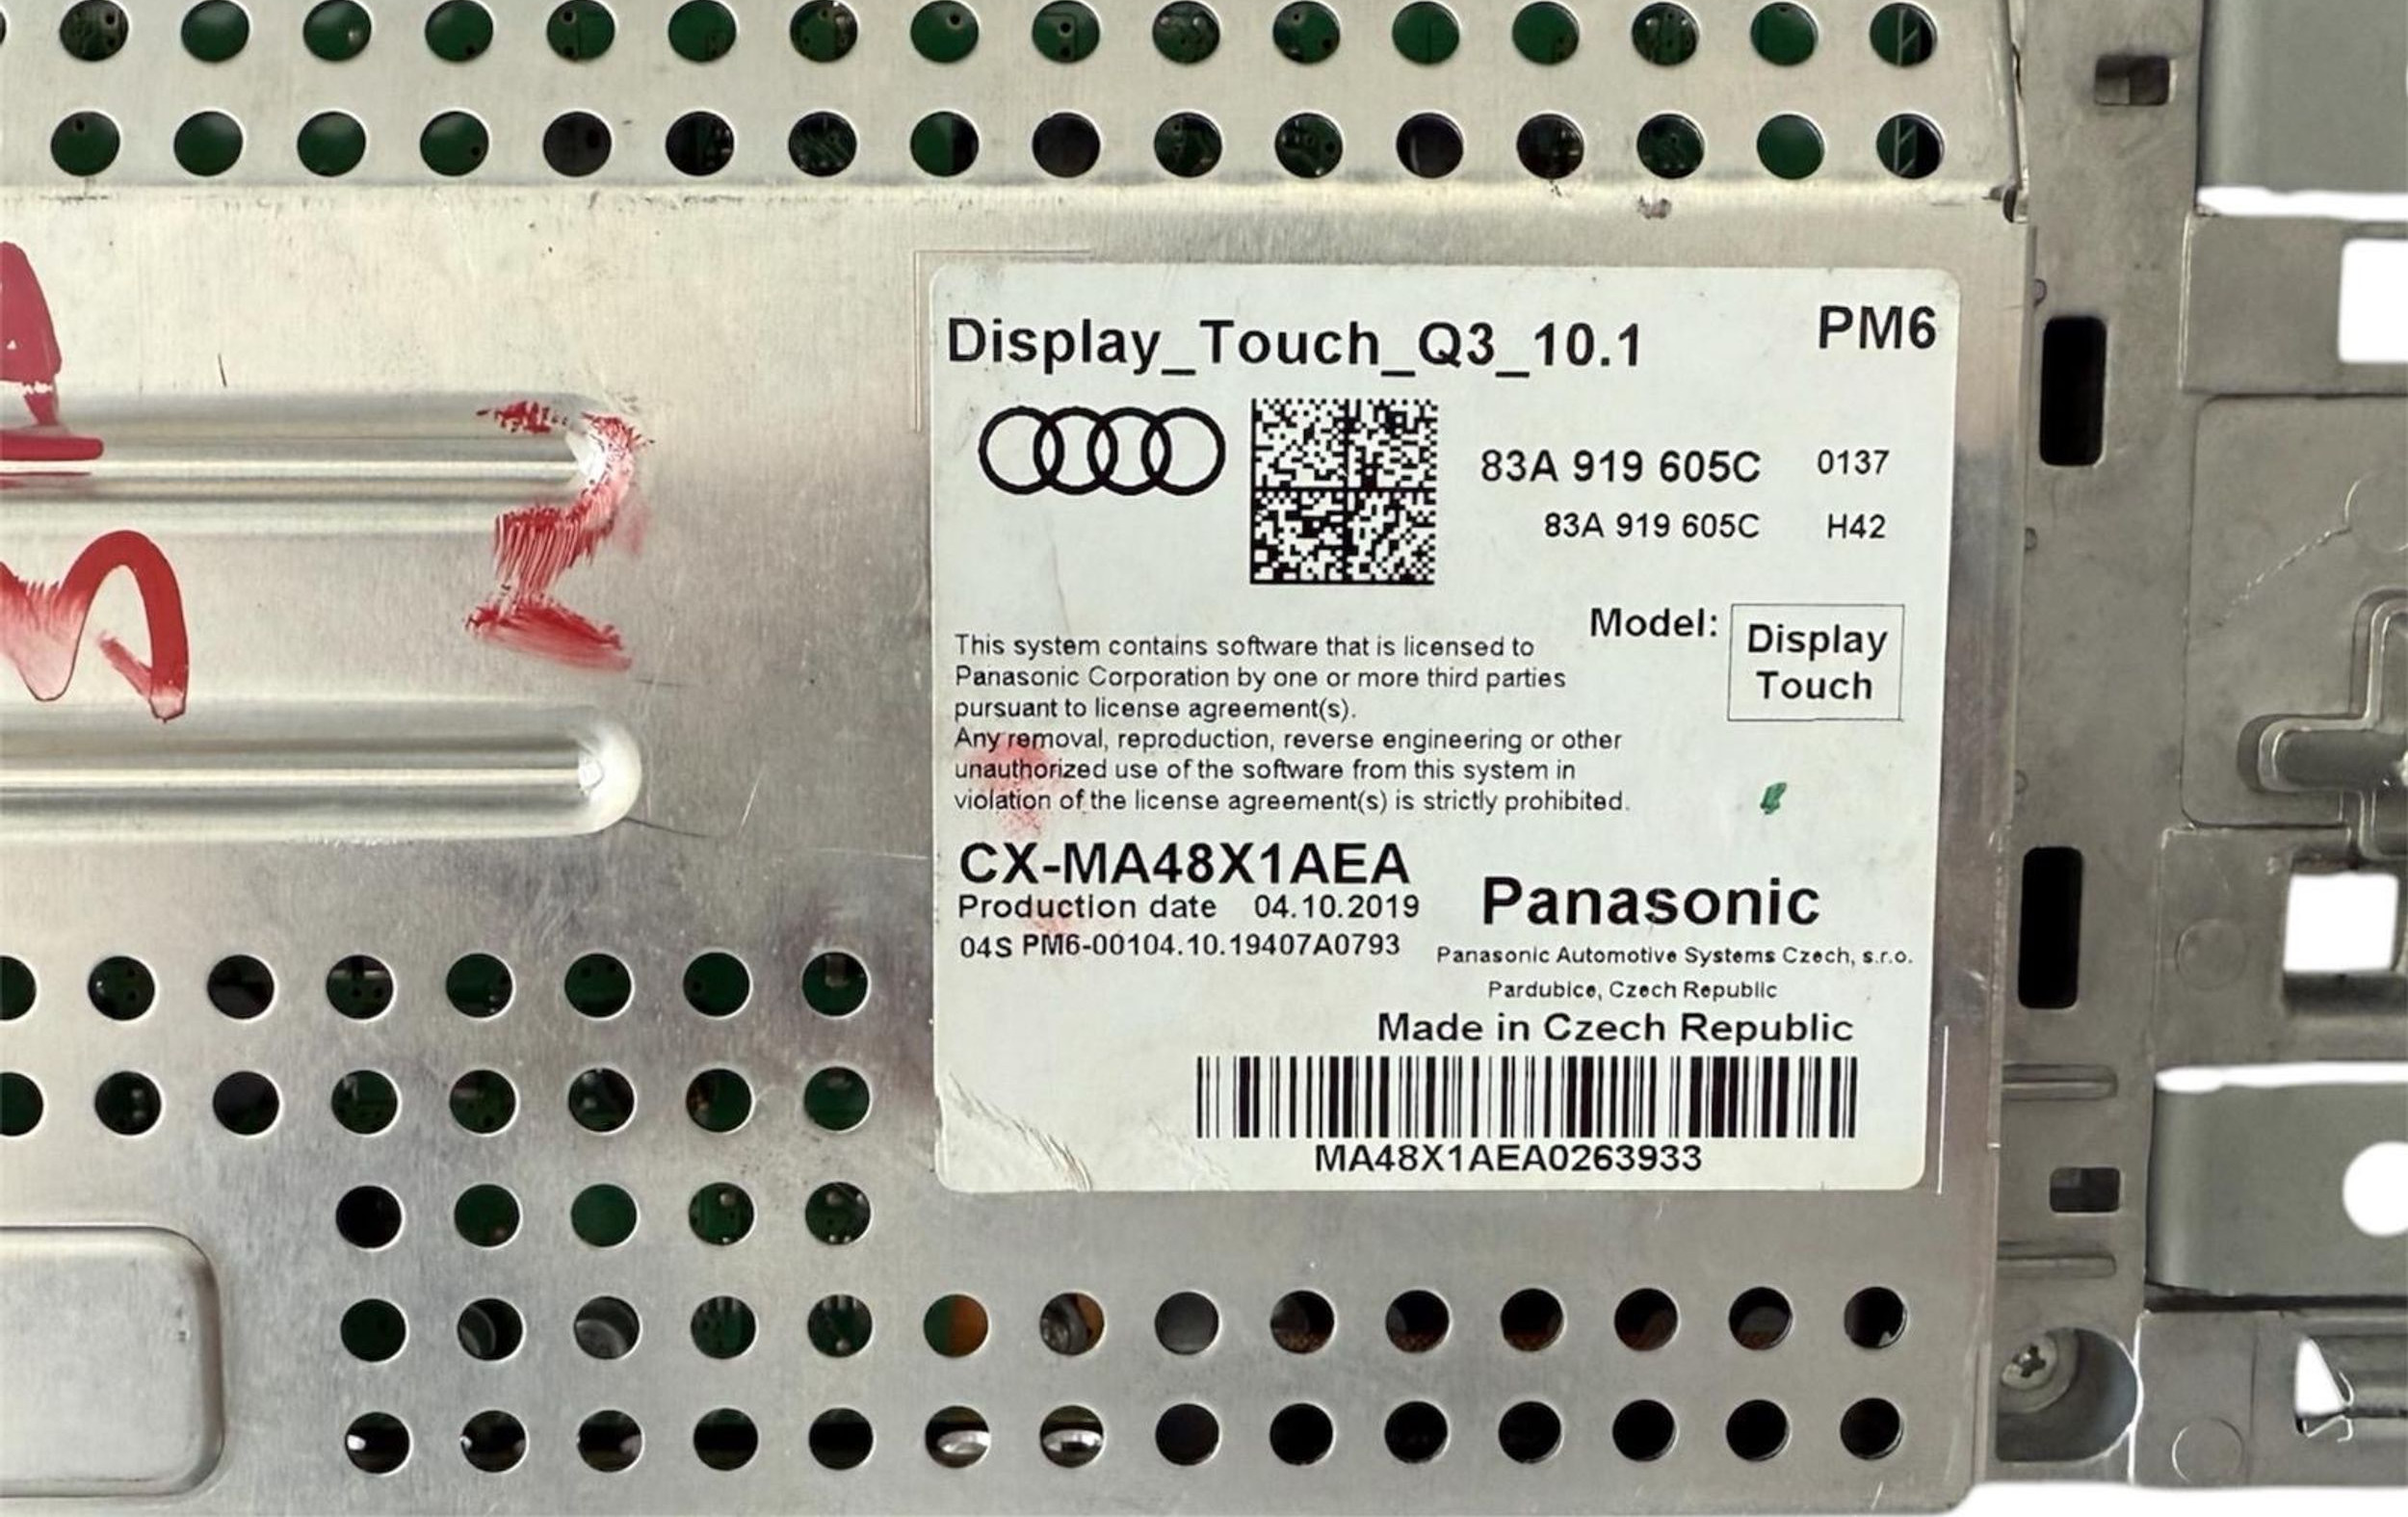 Display_Touch_Q3_10.1 PM6
83A 919 605C 0137
83A 919 605C H42
Model: Display Touch
This system contains software that is licensed to
Panasonic Corporation by one or more third parties
pursuant to license agreement(s).
Any removal, reproduction, reverse engineering or other
unauthorized use of the software from this system in
violation of the license agreement(s) is strictly prohibited.
CX-MA48X1AEA
Production date 04.10.2019
04S PM6-00104.10.19407A0793
Panasonic
Panasonic Automotive Systems Czech, s.r.o.
Pardubice, Czech Republic
Made in Czech Republic
MA48X1AEA0263933